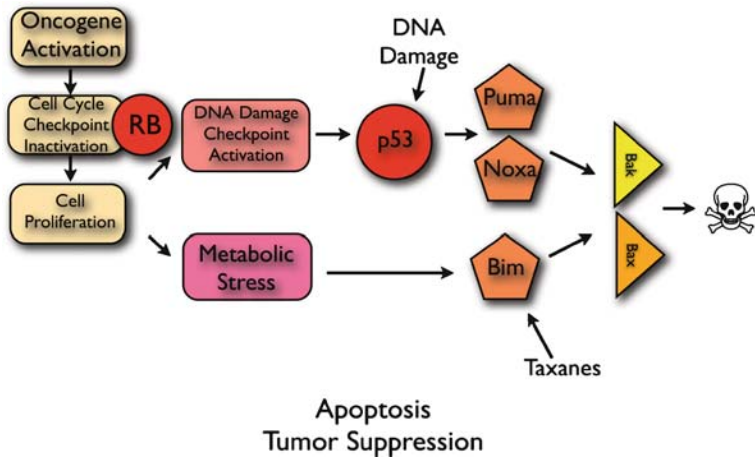 Oncogene
Activation
Cell Cycle
Checkpoint
Inactivation
RB
Cell
Proliferation
DNA Damage
Checkpoint
Activation
Metabolic
Stress
DNA
Damage
p53
Puma
Noxa
Bim
Taxanes
Bak
Bax
Apoptosis
Tumor Suppression